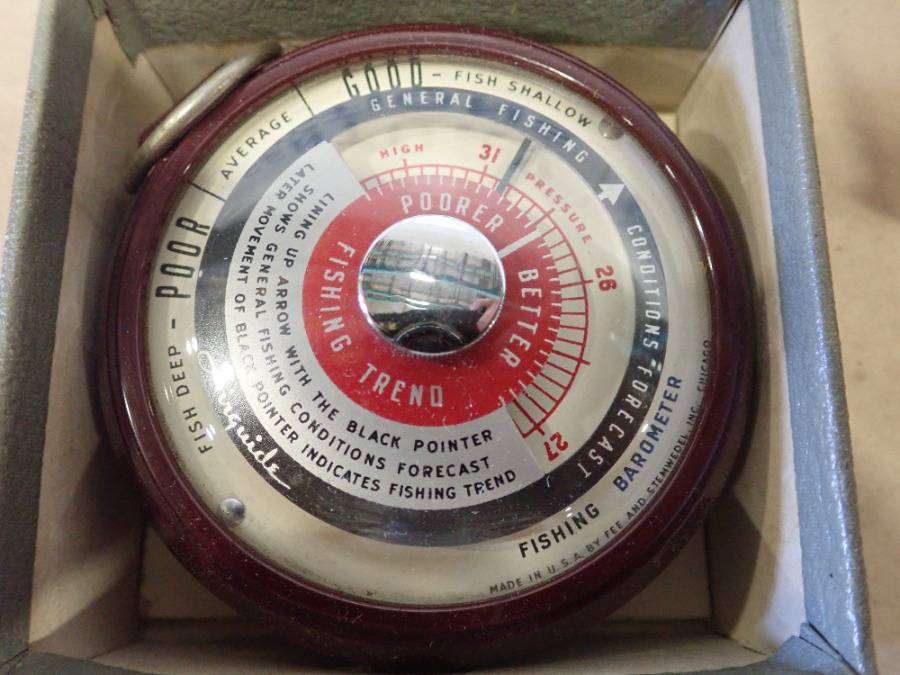 GOOD - FISH SHALLOW
AVERAGE
POOR - FISH DEEP
GENERAL FISHING
CONDITIONS FORECAST
HIGH
PRESSURE
31
26
27
FISHING
POORER
BETTER
TREND
LINING UP ARROW WITH THE BLACK POINTER
SHOWS GENERAL FISHING CONDITIONS FORECAST
LATER MOVEMENT OF BLACK POINTER INDICATES FISHING TREND
FISHING BAROMETER
MADE IN U.S.A. BY FEE AND STEMWEDEL INC. CHICAGO